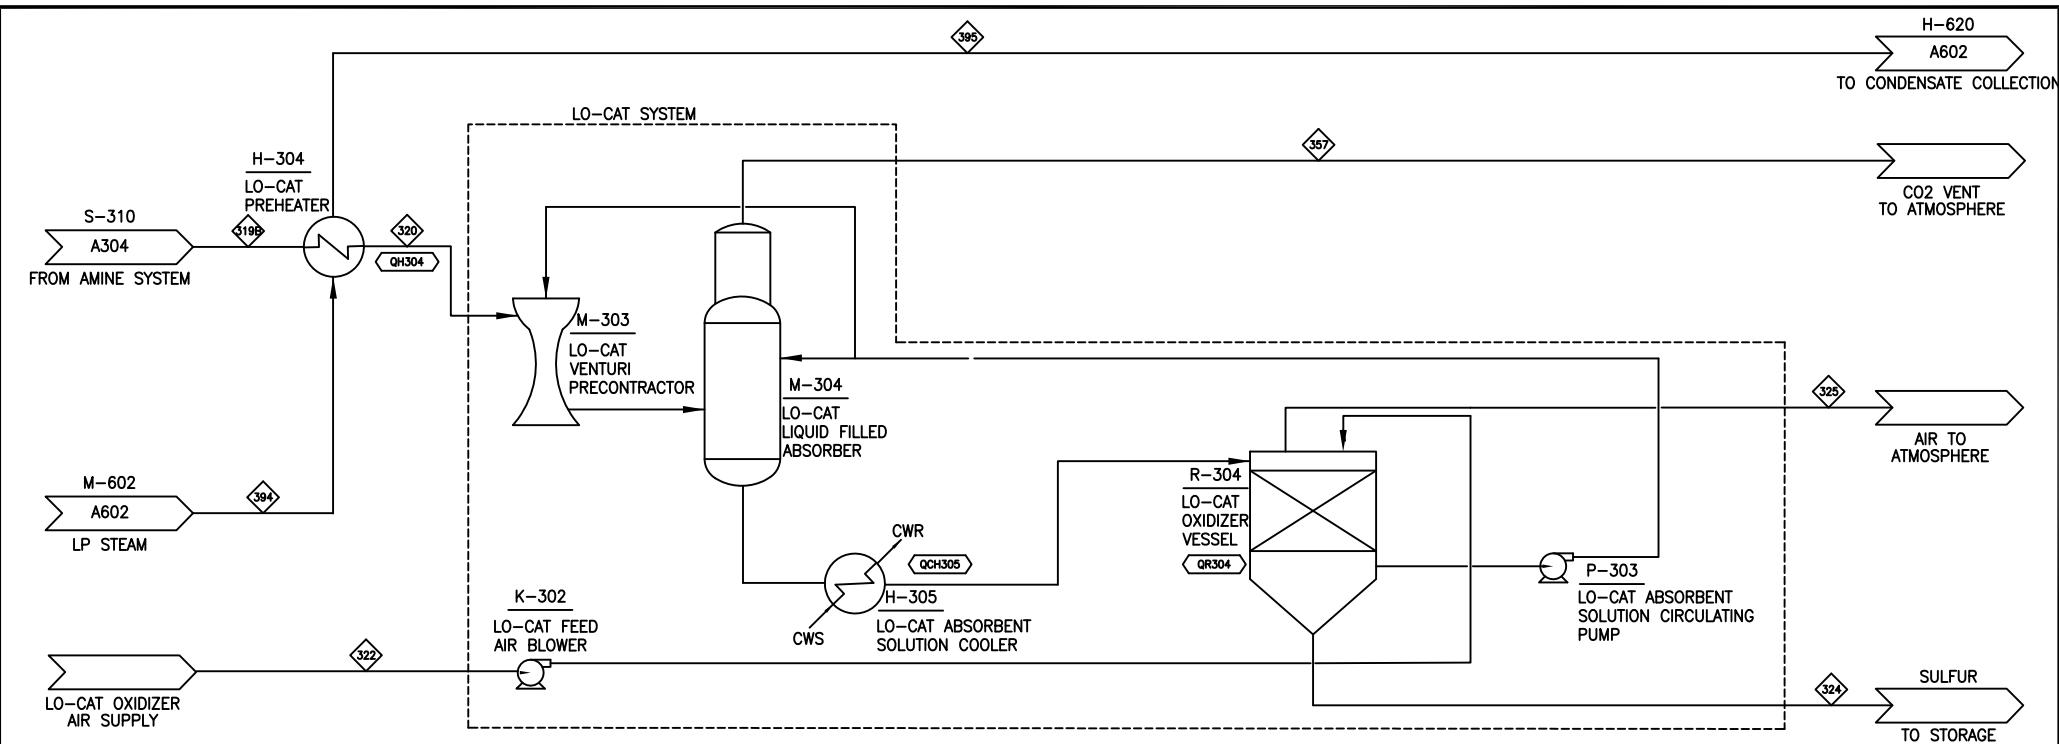 H-620
395
A602
TO CONDENSATE COLLECTION
LO-CAT SYSTEM
357
CO2 VENT
TO ATMOSPHERE
H-304
LO-CAT
PREHEATER
S-310
A304
FROM AMINE SYSTEM
319B
320
QH304
M-303
LO-CAT
VENTURI
PRECONTRACTOR
M-304
LO-CAT
LIQUID FILLED
ABSORBER
325
AIR TO
ATMOSPHERE
M-602
A602
LP STEAM
394
R-304
LO-CAT
OXIDIZER
VESSEL
QR304
CWR
QCH305
CWS
H-305
LO-CAT ABSORBENT
SOLUTION COOLER
P-303
LO-CAT ABSORBENT
SOLUTION CIRCULATING
PUMP
K-302
LO-CAT FEED
AIR BLOWER
322
LO-CAT OXIDIZER
AIR SUPPLY
324
SULFUR
TO STORAGE